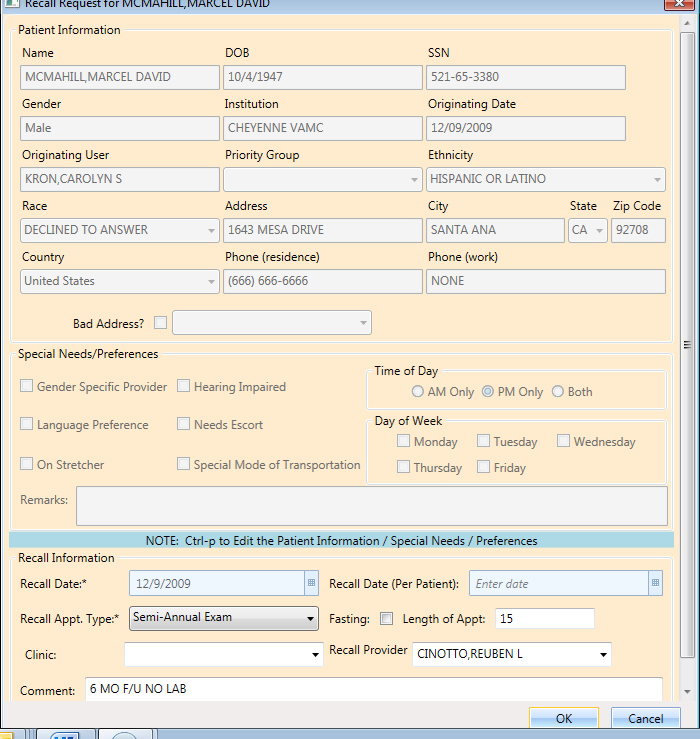 Recall Request for MCMAHILL,MARCEL DAVID
Patient Information
Name DOB SSN
MCMAHILL,MARCEL DAVID 10/4/1947 521-65-3380
Gender Institution Originating Date
Male CHEYENNE VAMC 12/09/2009
Originating User Priority Group Ethnicity
KRON,CAROLYN S HISPANIC OR LATINO
Race Address City State Zip Code
DECLINED TO ANSWER 1643 MESA DRIVE SANTA ANA CA 92708
Country Phone (residence) Phone (work)
United States (666) 666-6666 NONE
Bad Address?
Special Needs/Preferences
Time of Day
Gender Specific Provider Hearing Impaired AM Only PM Only Both
Day of Week
Language Preference Needs Escort Monday Tuesday Wednesday
On Stretcher Special Mode of Transportation Thursday Friday
Remarks:
NOTE: Ctrl-p to Edit the Patient Information / Special Needs / Preferences
Recall Information
Recall Date:* 12/9/2009 Recall Date (Per Patient): Enter date
Recall Appt. Type:* Semi-Annual Exam Fasting: Length of Appt: 15
Clinic: Recall Provider CINOTTO,REUBEN L
Comment: 6 MO F/U NO LAB
OK Cancel